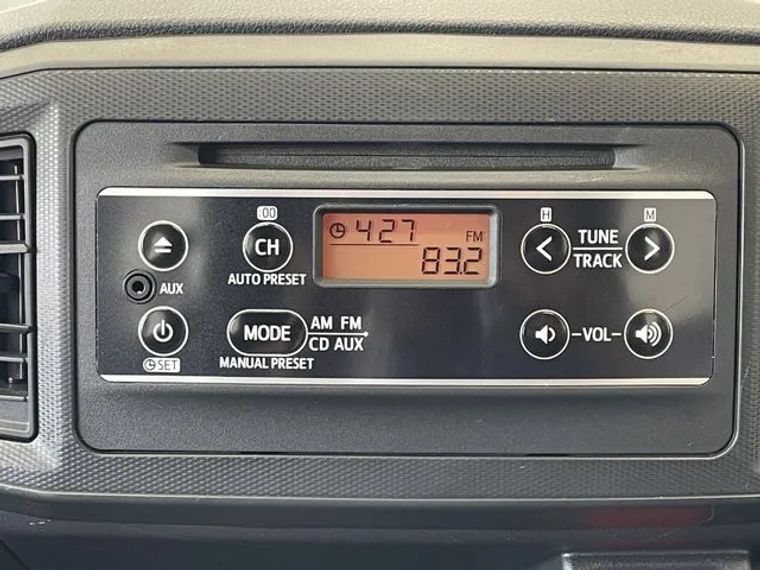 :00
CH
AUTO PRESET
AUX
SET
MODE
MANUAL PRESET
AM FM
CD AUX
4:27
FM
83.2
H
M
TUNE
TRACK
VOL